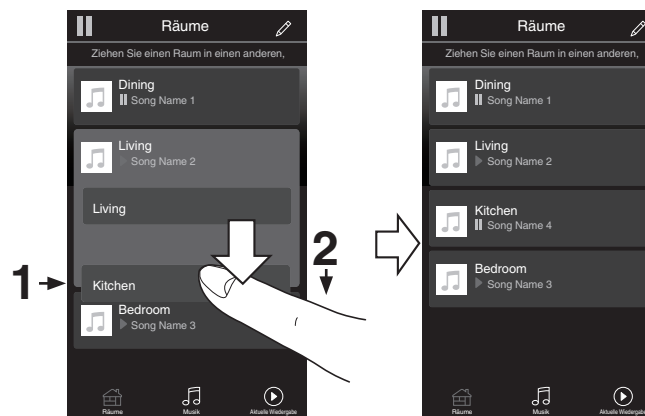 Räume
Ziehen Sie einen Raum in einen anderen,
Dining
Song Name 1
Living
Song Name 2
Living
Kitchen
Bedroom
Song Name 3
Räume
Musik
Aktuelle Wiedergabe
1
2
Räume
Ziehen Sie einen Raum in einen anderen,
Dining
Song Name 1
Living
Song Name 2
Kitchen
Song Name 4
Bedroom
Song Name 3
Räume
Musik
Aktuelle Wiedergabe